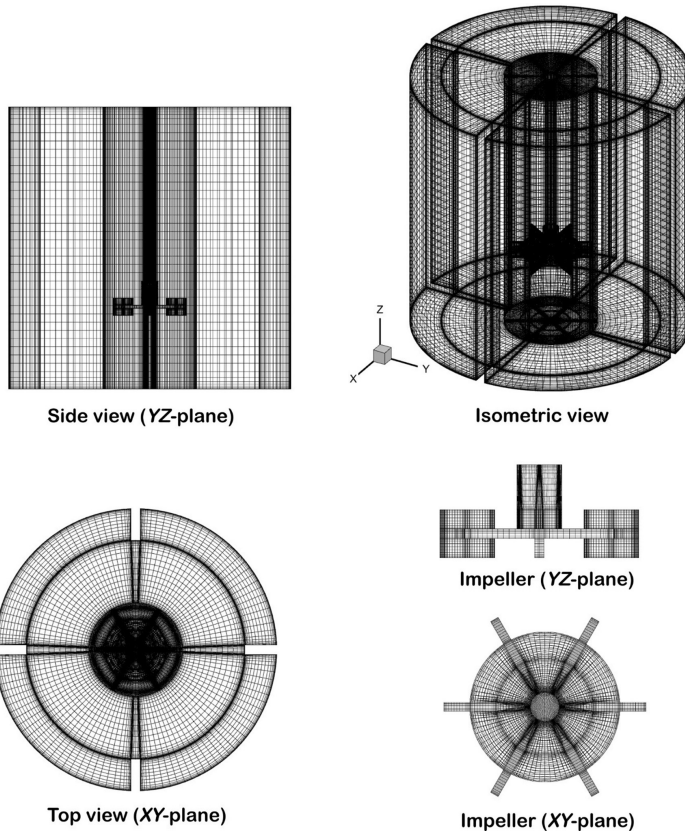 Z
Y
X
Side view (YZ-plane)
Isometric view
Impeller (YZ-plane)
Top view (XY-plane)
Impeller (XY-plane)